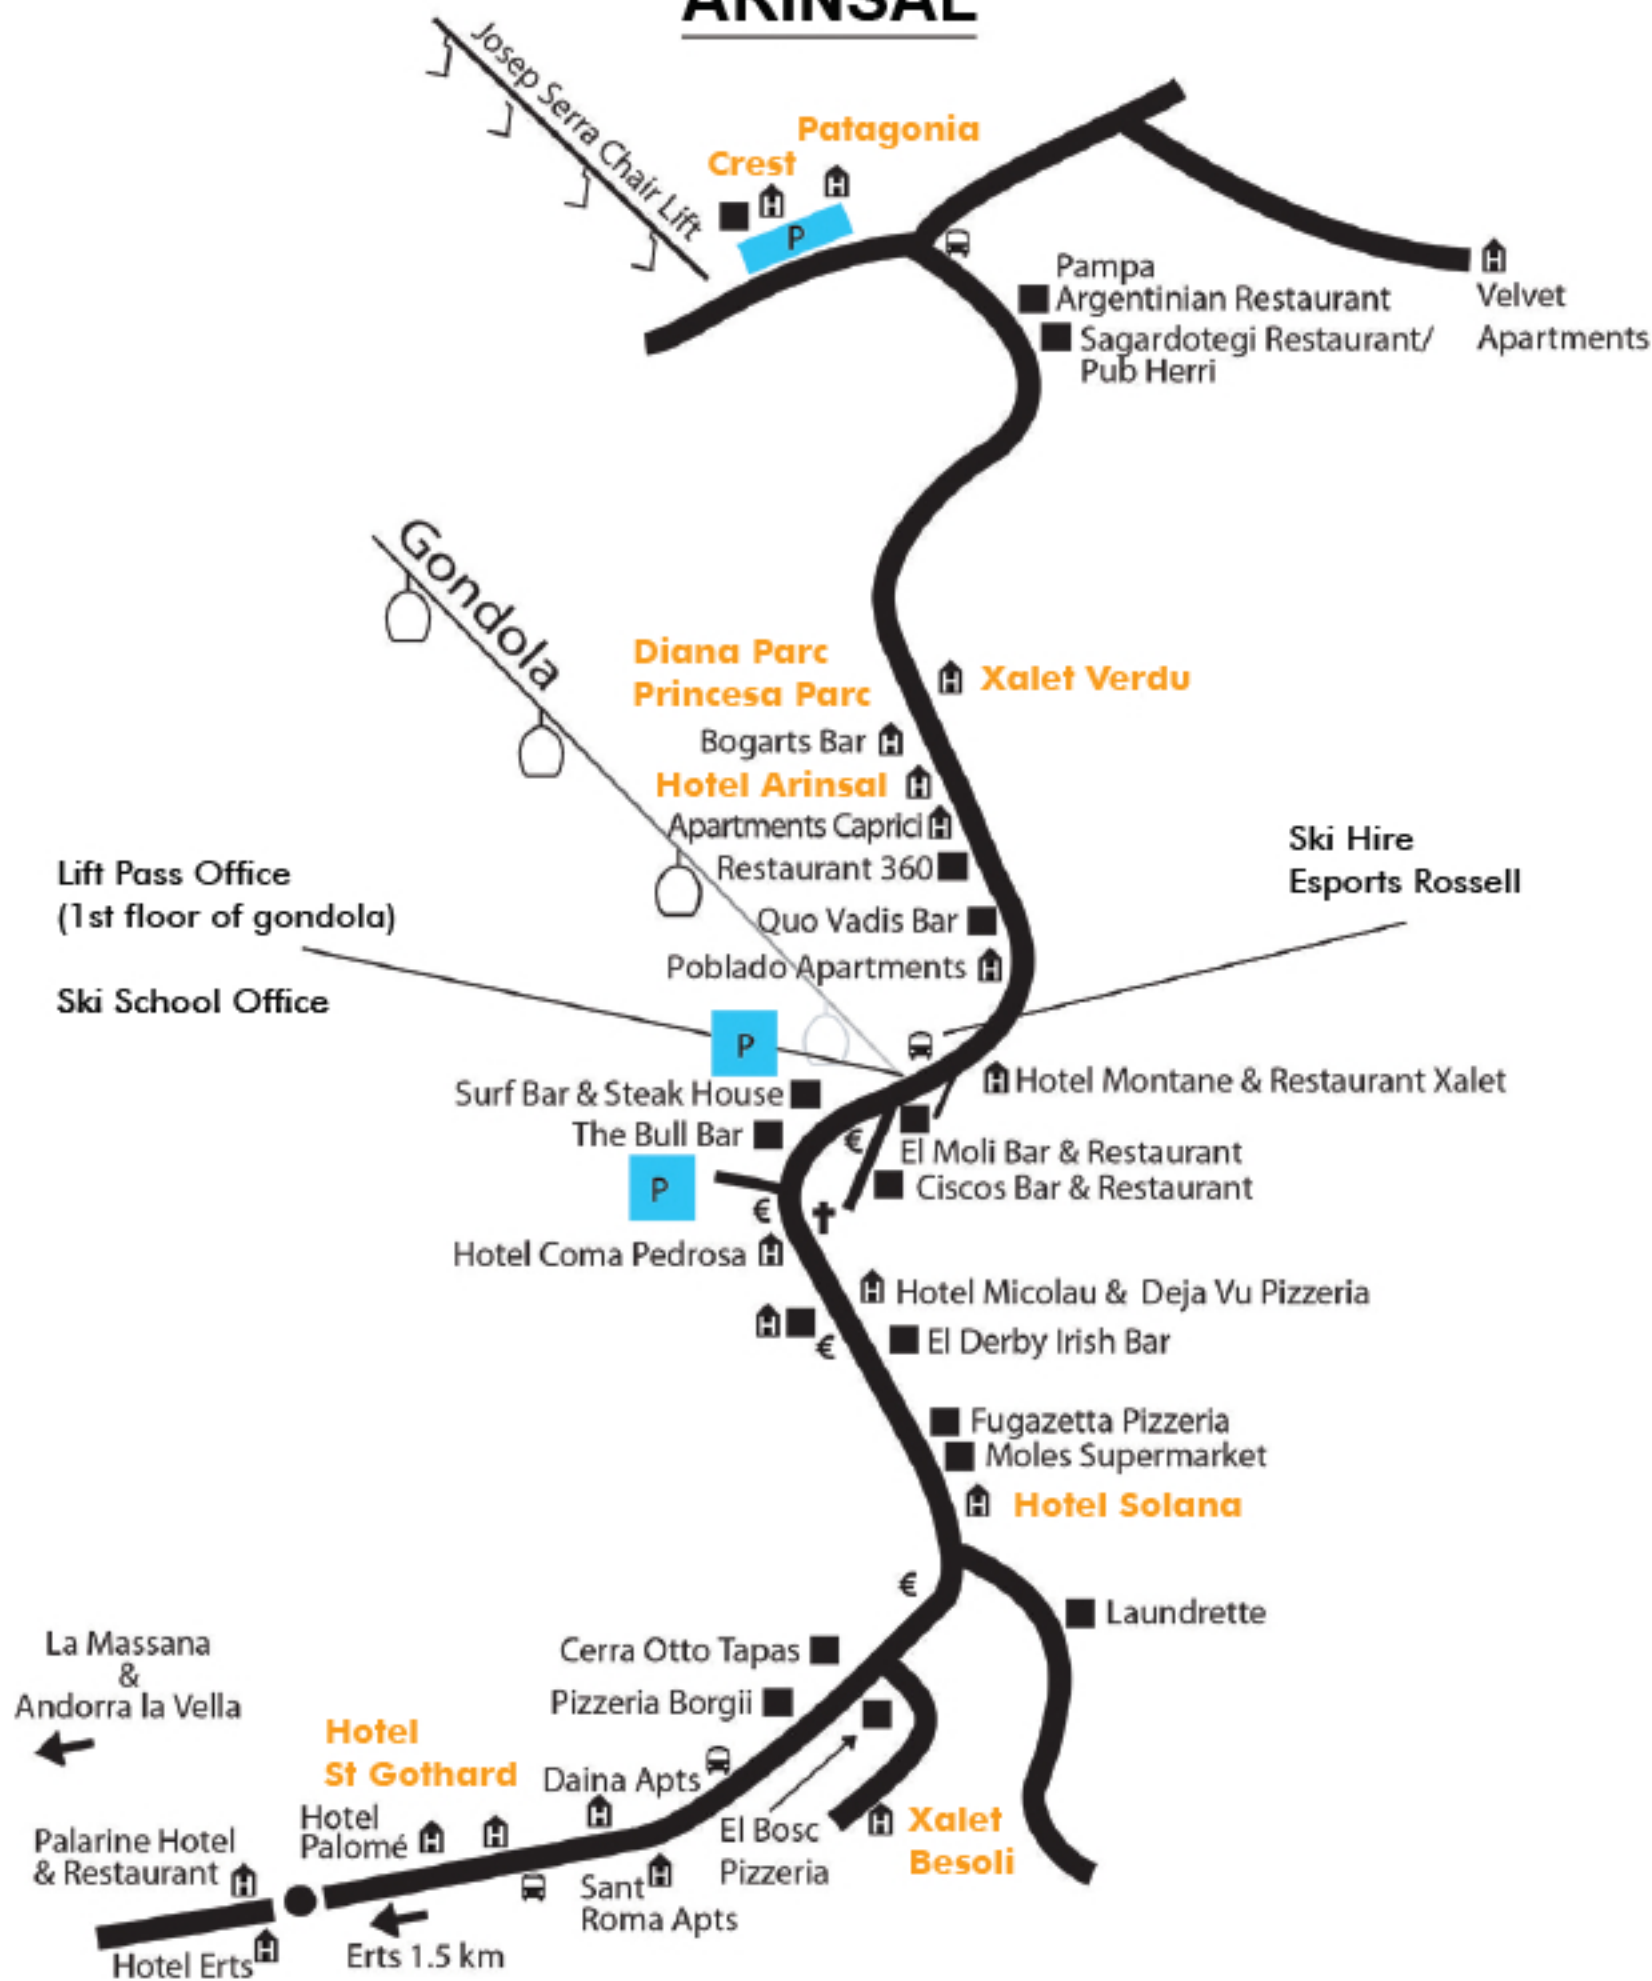 ARINSAL
Josep Serra Chair Lift
Patagonia
Crest
H
H
P
Pampa
Argentinian Restaurant
Sagardotegi Restaurant/
Pub Herri
H
Velvet
Apartments
Gondola
Diana Parc
Princesa Parc
H
Xalet Verdu
Bogarts Bar H
Hotel Arinsal H
Apartments Caprici H
Restaurant 360
Quo Vadis Bar
Poblado Apartments H
Lift Pass Office
(1st floor of gondola)
Ski School Office
Ski Hire
Esports Rossell
P
H Hotel Montane & Restaurant Xalet
Surf Bar & Steak House
The Bull Bar
€
El Moli Bar & Restaurant
Ciscos Bar & Restaurant
P
€
Hotel Coma Pedrosa H
H Hotel Micolau & Deja Vu Pizzeria
H
€
El Derby Irish Bar
Fugazetta Pizzeria
Moles Supermarket
H Hotel Solana
€
Laundrette
Cerra Otto Tapas
Pizzeria Borgii
La Massana
&
Andorra la Vella
Hotel
St Gothard
Daina Apts
H
Hotel
Palomé H
H
El Bosc
Pizzeria
H Xalet
Besoli
Palarine Hotel
& Restaurant H
Sant H
Roma Apts
Hotel Erts H
Erts 1.5 km